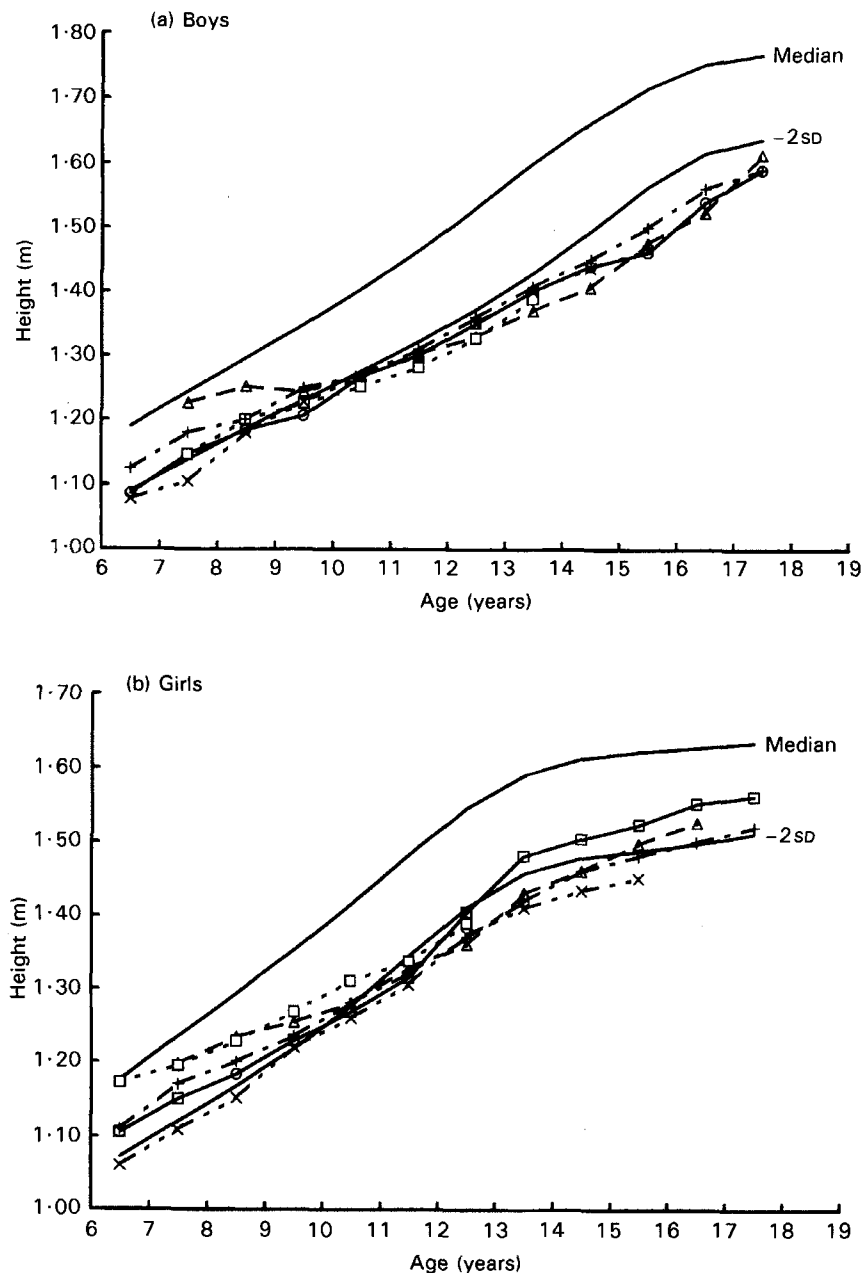 (a) Boys
1·80
1·70
1·60
1·50
1·40
1·30
1·20
1·10
1·00
Height (m)
Median
−2SD
6 7 8 9 10 11 12 13 14 15 16 17 18 19
Age (years)
(b) Girls
1·70
1·60
1·50
1·40
1·30
1·20
1·10
1·00
Height (m)
Median
−2SD
6 7 8 9 10 11 12 13 14 15 16 17 18 19
Age (years)